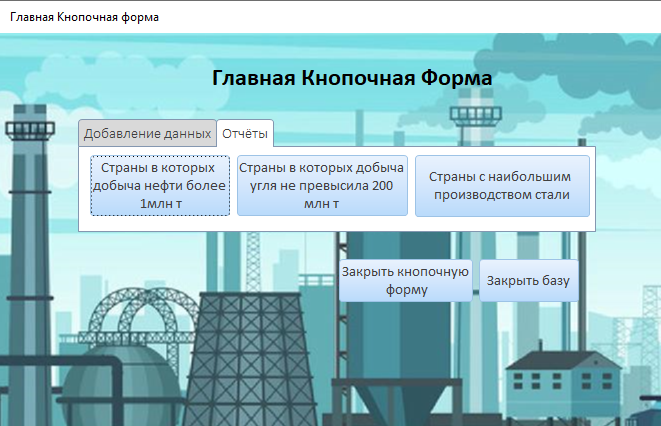 Главная Кнопочная форма
Главная Кнопочная Форма
Добавление данных
Отчёты
Страны в которых
добыча нефти более
1млн т
Страны в которых добыча
угля не превысила 200
млн т
Страны с наибольшим
производством стали
Закрыть кнопочную
форму
Закрыть базу